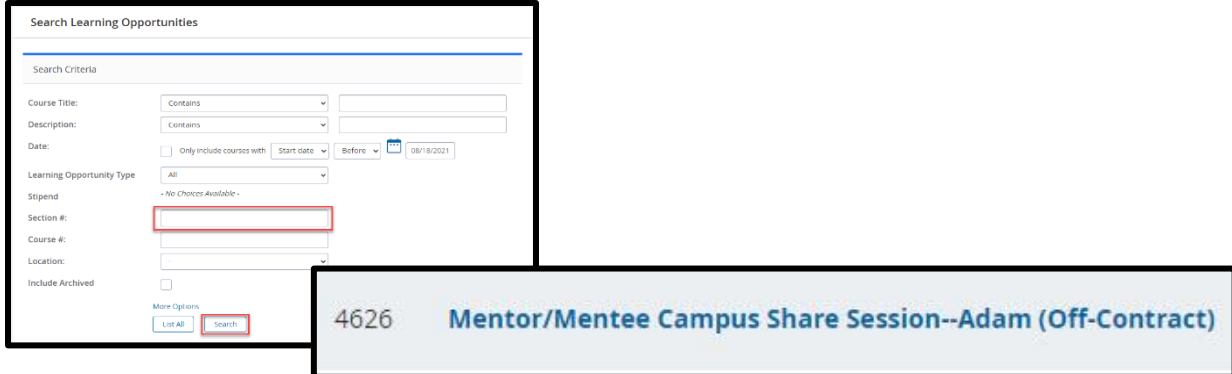 Search Learning Opportunities
Search Criteria
Course Title: Contains
Description: Contains
Date: Only include courses with Start date Before 08/18/2021
Learning Opportunity Type All
Stipend - No Choices Available -
Section #:
Course #:
Location: -
Include Archived
More Options
List All Search
4626 Mentor/Mentee Campus Share Session--Adam (Off-Contract)